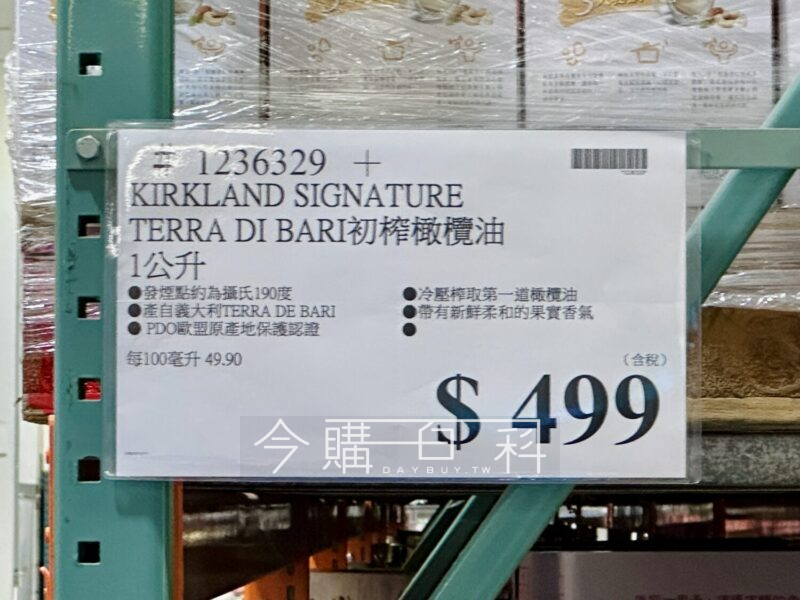 # 1236329 +
KIRKLAND SIGNATURE
TERRA DI BARI初榨橄欖油
1公升
●發煙點約為攝氏190度
●產自義大利TERRA DE BARI
● PDO歐盟原產地保護認證
●冷壓榨取第一道橄欖油
●帶有新鮮柔和的果實香氣
●
每100毫升 49.90
(含稅)
$ 499
今購百科
DAYBUY.TW